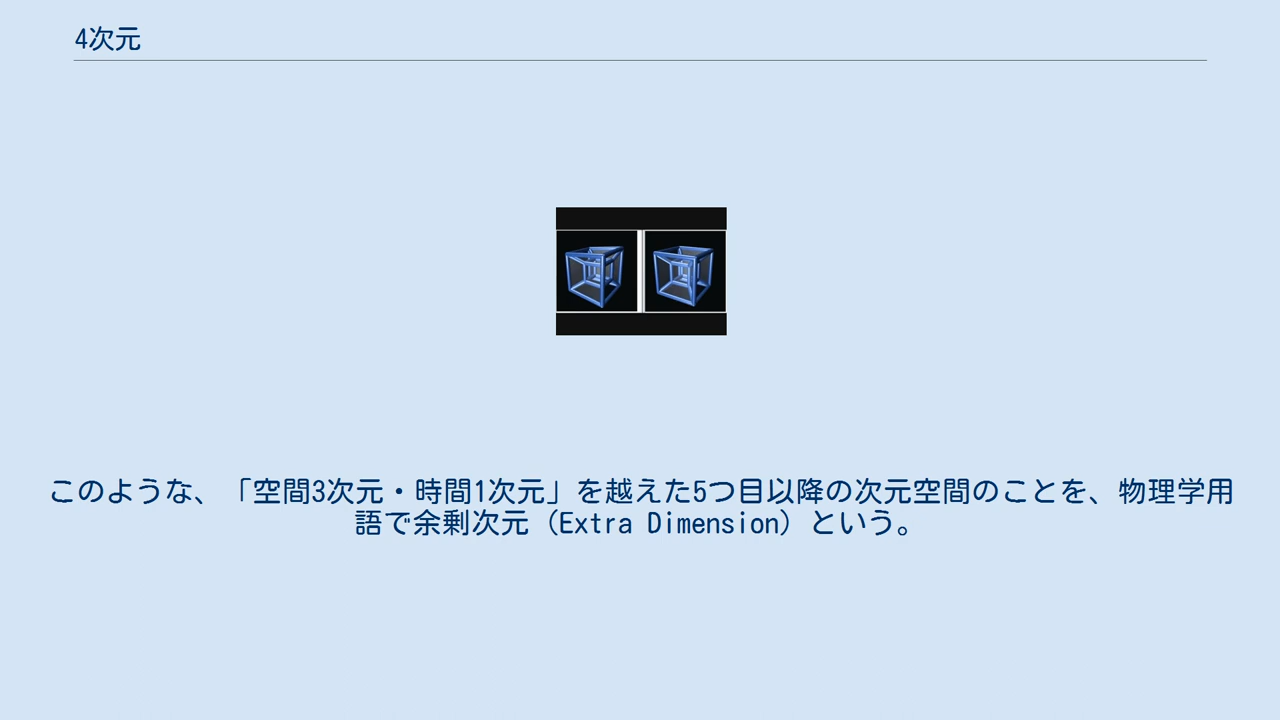 4次元
このような、「空間3次元・時間1次元」を越えた5つ目以降の次元空間のことを、物理学用
語で余剰次元（Extra Dimension）という。